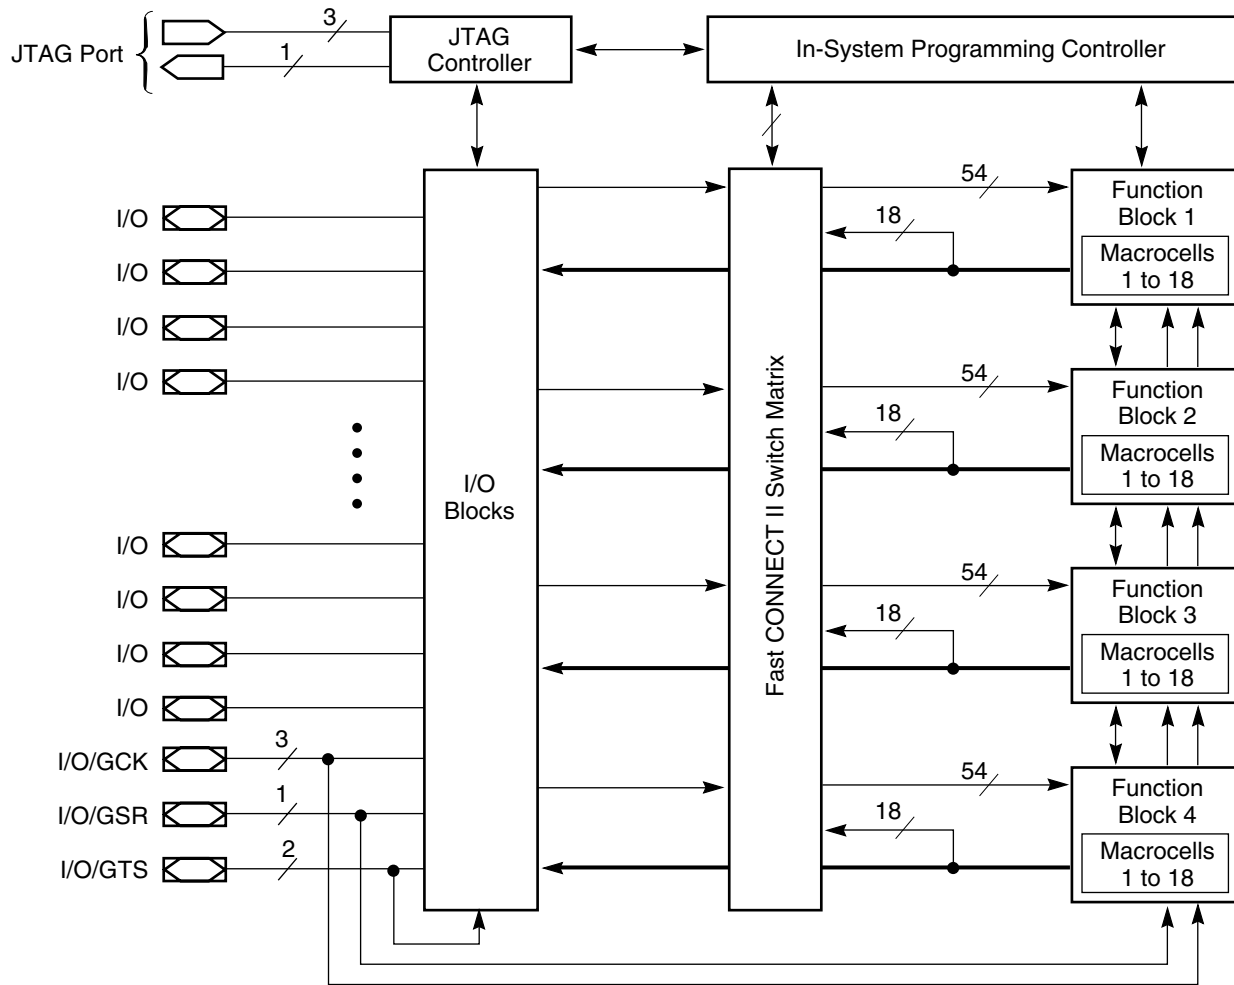 JTAG Port
3
1
JTAG
Controller
In-System Programming Controller
I/O
I/O
I/O
I/O
I/O
I/O
I/O
I/O
I/O/GCK
3
I/O/GSR
1
I/O/GTS
2
I/O
Blocks
Fast CONNECT II Switch Matrix
54
18
Function
Block 1
Macrocells
1 to 18
54
18
Function
Block 2
Macrocells
1 to 18
54
18
Function
Block 3
Macrocells
1 to 18
54
18
Function
Block 4
Macrocells
1 to 18